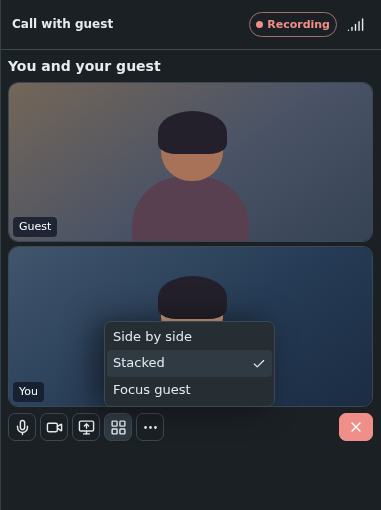 Call with guest
Recording
You and your guest
Guest
You
Side by side
Stacked
Focus guest